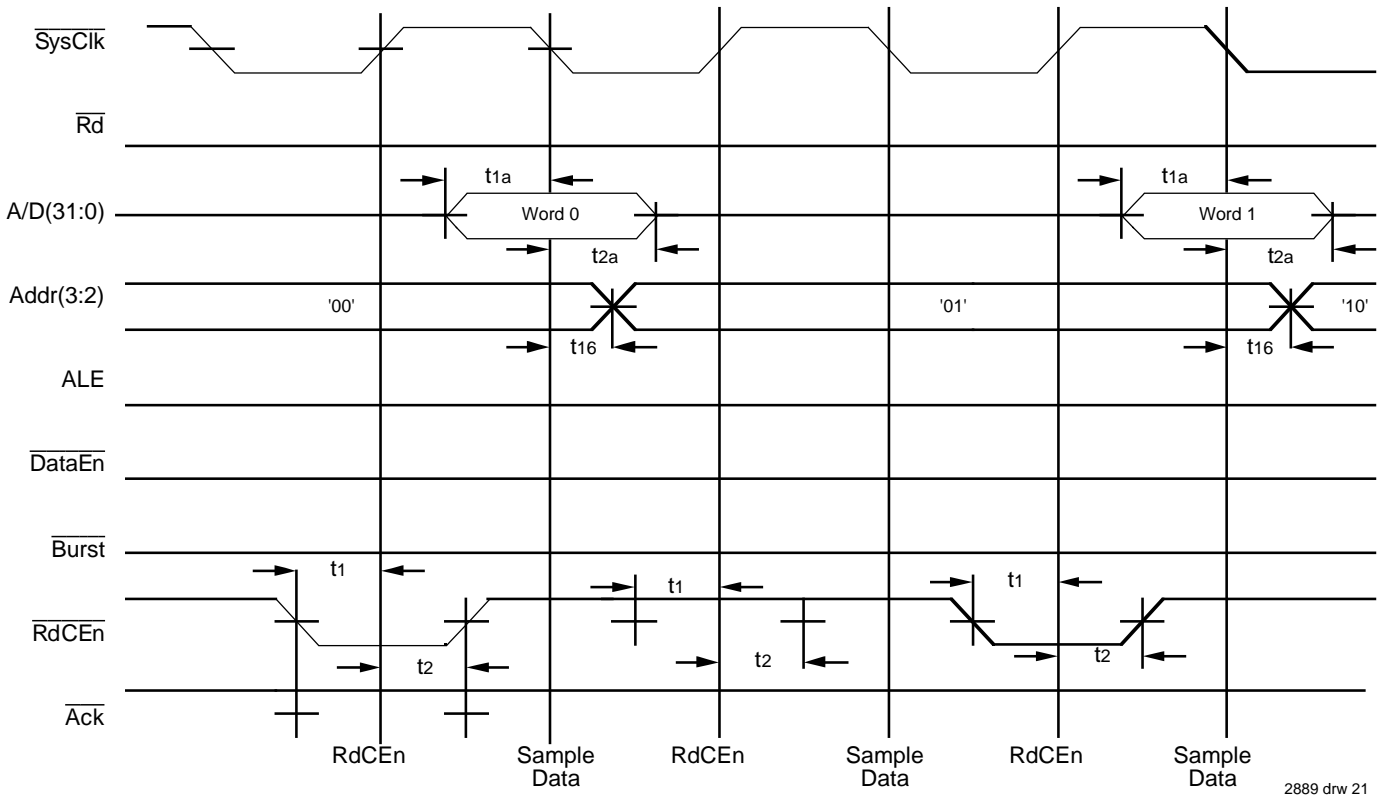 SysClk
Rd
t1a
t1a
A/D(31:0)
Word 0
Word 1
t2a
t2a
Addr(3:2)
'00'
'01'
'10'
t16
t16
ALE
DataEn
Burst
t1
t1
t1
RdCEn
t2
t2
t2
Ack
RdCEn
Sample
Data
RdCEn
Sample
Data
RdCEn
Sample
Data
2889 drw 21